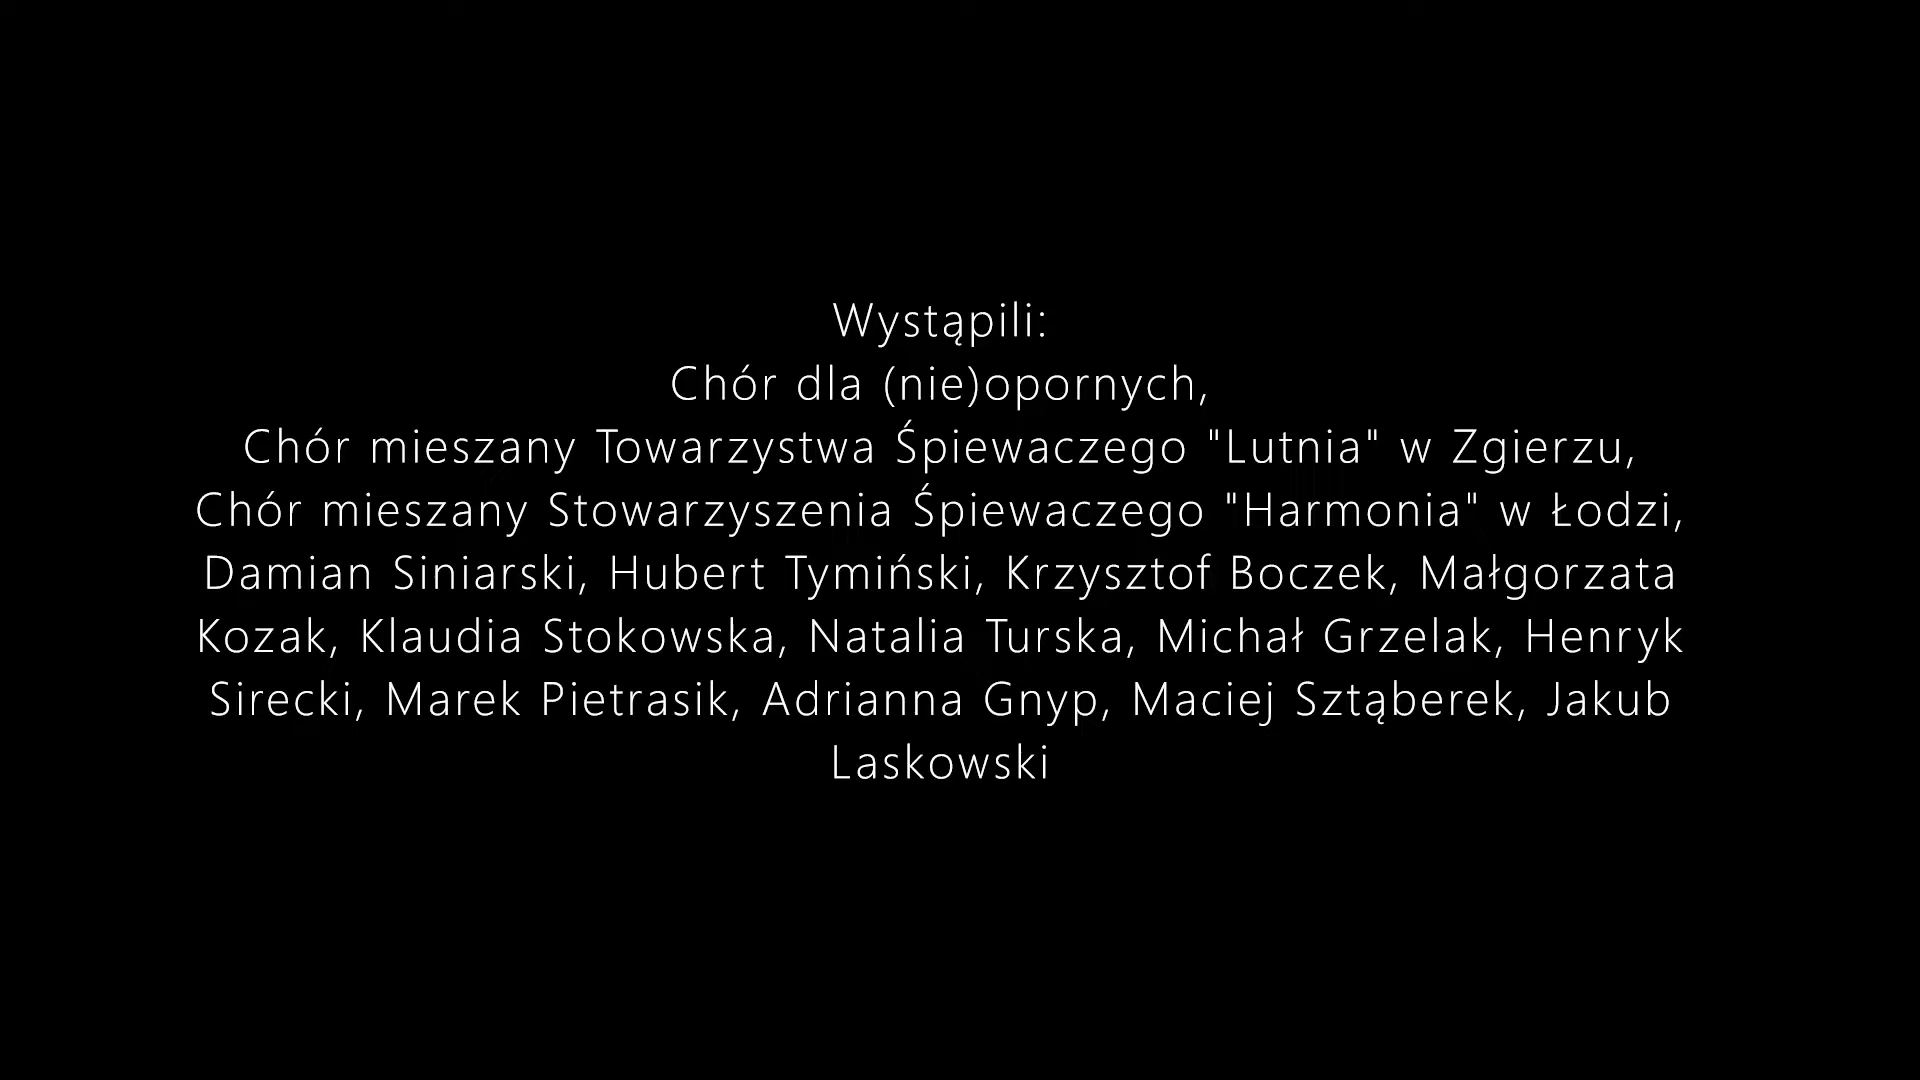 Wystąpili:
Chór dla (nie)opornych,
Chór mieszany Towarzystwa Śpiewaczego "Lutnia" w Zgierzu,
Chór mieszany Stowarzyszenia Śpiewaczego "Harmonia" w Łodzi,
Damian Siniarski, Hubert Tymiński, Krzysztof Boczek, Małgorzata
Kozak, Klaudia Stokowska, Natalia Turska, Michał Grzelak, Henryk
Sirecki, Marek Pietrasik, Adrianna Gnyp, Maciej Sztąberek, Jakub
Laskowski